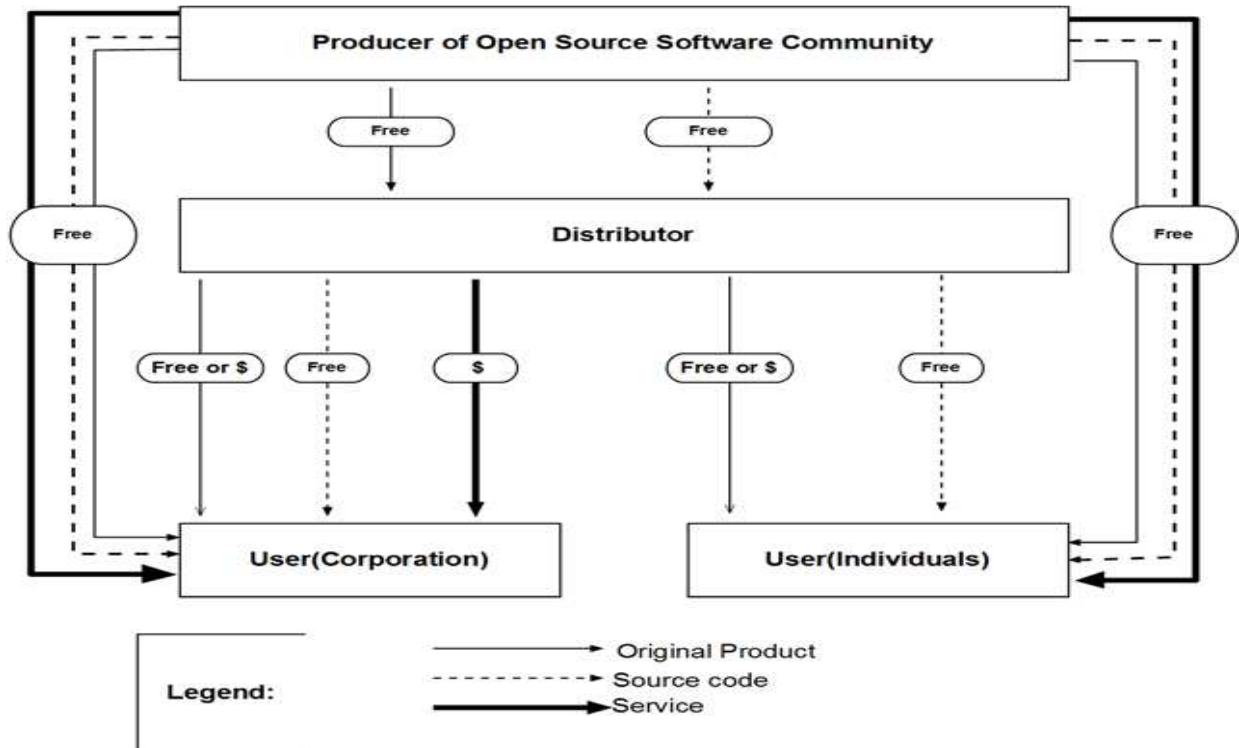 Producer of Open Source Software Community
Free
Free
Free
Free
Distributor
Free or $
Free
$
Free or $
Free
User(Corporation)
User(Individuals)
Legend:
Original Product
Source code
Service